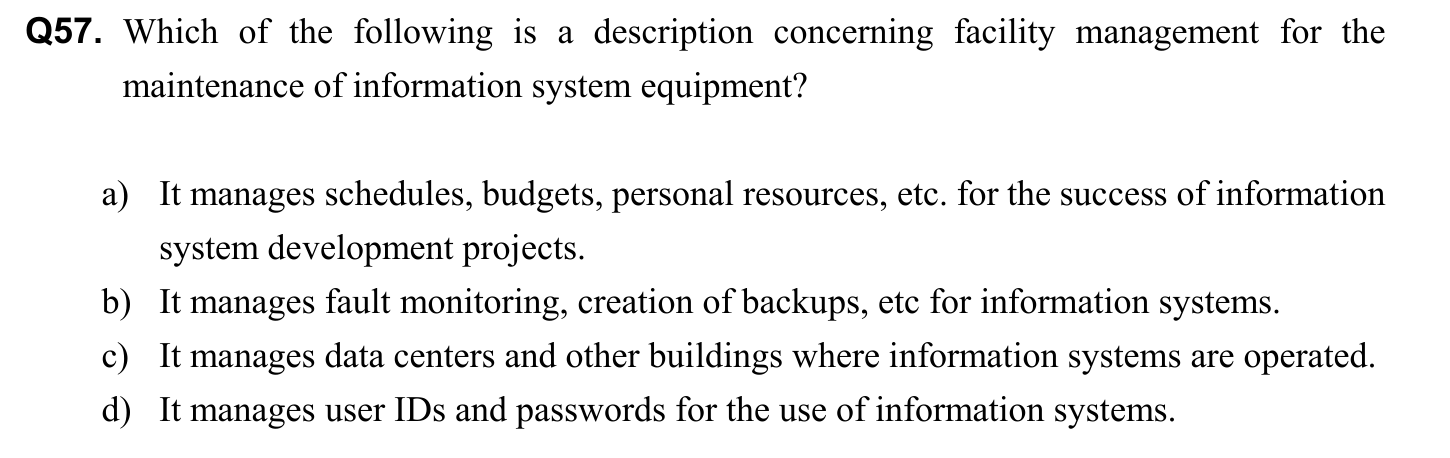 Q57. Which of the following is a description concerning facility management for the
maintenance of information system equipment?
a) It manages schedules, budgets, personal resources, etc. for the success of information
system development projects.
b) It manages fault monitoring, creation of backups, etc for information systems.
c) It manages data centers and other buildings where information systems are operated.
d) It manages user IDs and passwords for the use of information systems.